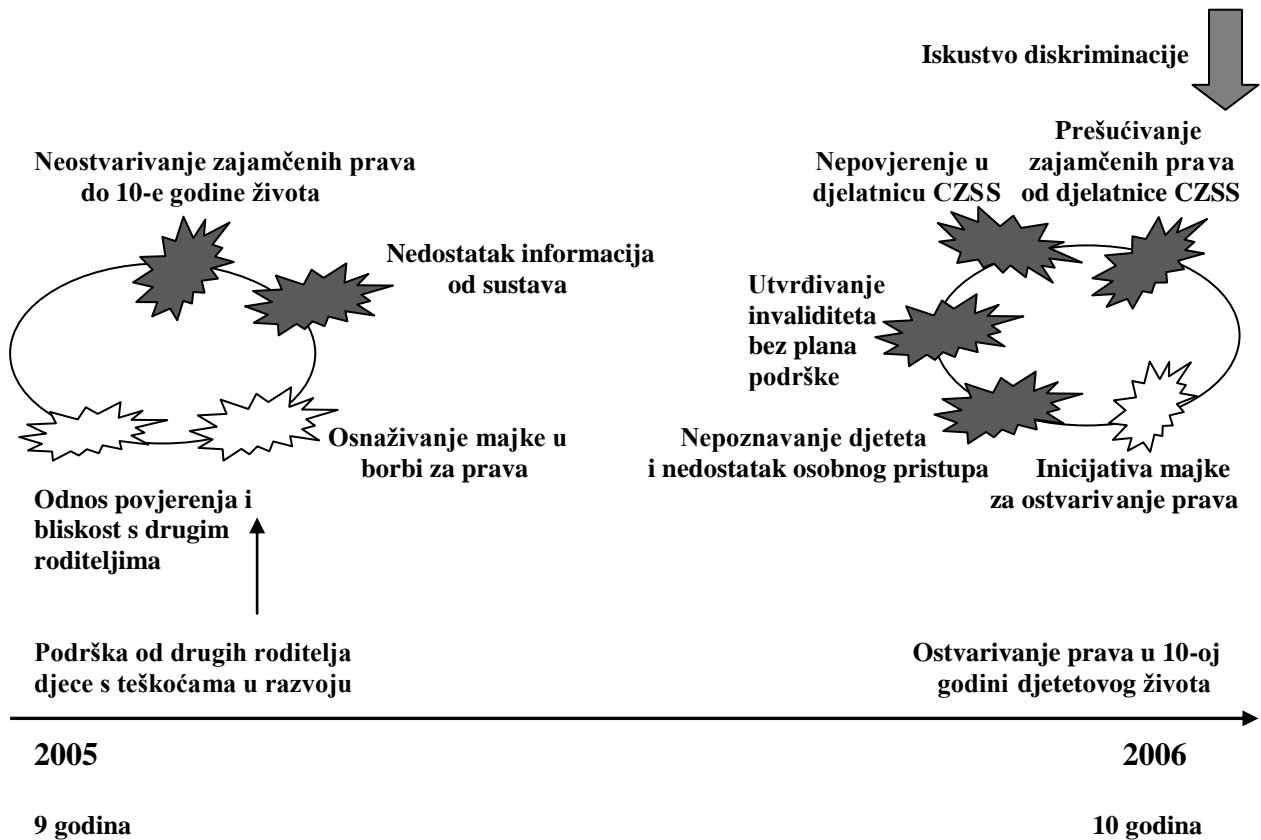 Iskustvo diskriminacije
Neostvarivanje zajamčenih prava
do 10-e godine života
Nedostatak informacija
od sustava
Osnaživanje majke u
borbi za prava
Odnos povjerenja i
bliskost s drugim
roditeljima
Podrška od drugih roditelja
djece s teškoćama u razvoju
Nepovjerenje u
djelatnicu CZSS
Prešućivanje
zajamčenih prava
od djelatnice CZSS
Utvrđivanje
invaliditeta
bez plana
podrške
Nepoznavanje djeteta
i nedostatak osobnog pristupa
Inicijativa majke
za ostvarivanje prava
Ostvarivanje prava u 10-oj
godini djetetovog života
2005
2006
9 godina
10 godina